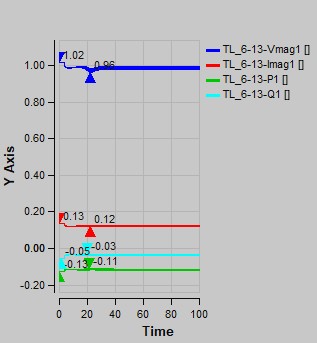 TL_6-13-Vmag1 []
TL_6-13-Imag1 []
TL_6-13-P1 []
TL_6-13-Q1 []
Y Axis
1.00
0.80
0.60
0.40
0.20
0.00
-0.20
1.02
0.96
0.13
0.12
-0.05
-0.03
-0.13
-0.11
0 20 40 60 80 100
Time